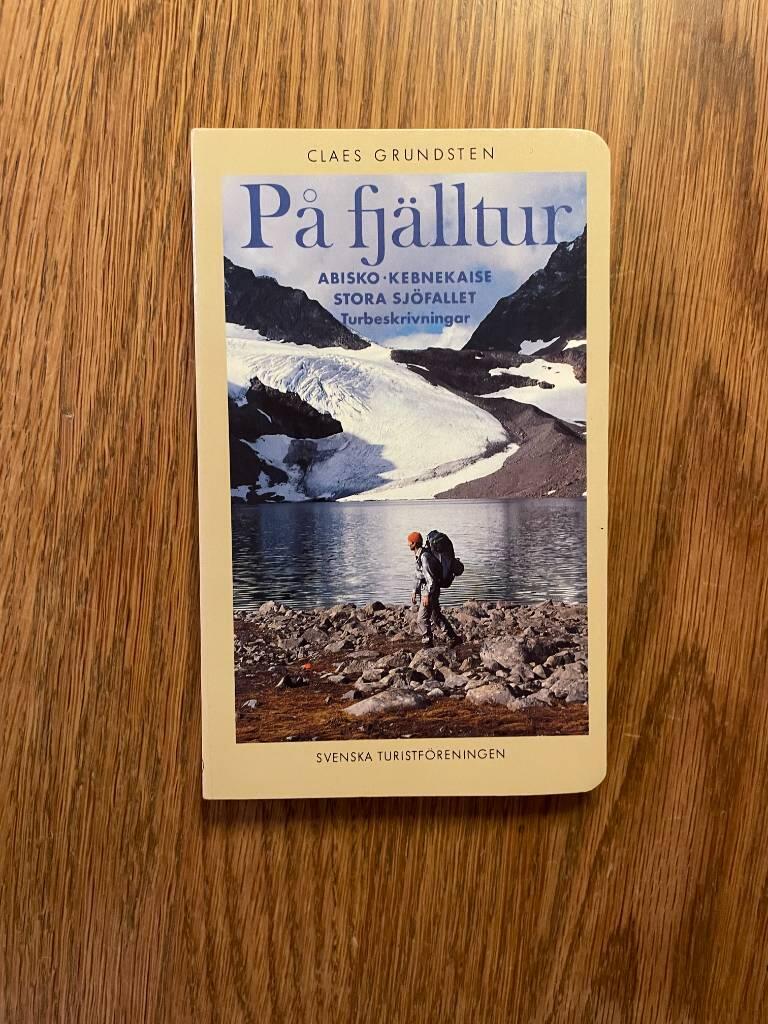 CLAES GRUNDSTEN
På fjälltur
ABISKO·KEBNEKAISE
STORA SJÖFALLET
Turbeskrivningar
SVENSKA TURISTFÖRENINGEN